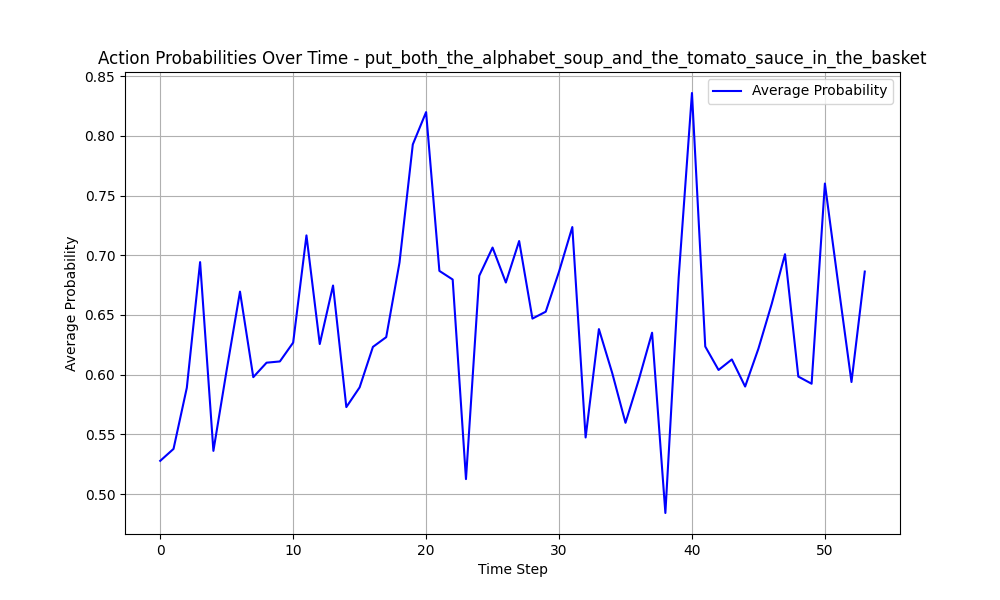 Action Probabilities Over Time - put_both_the_alphabet_soup_and_the_tomato_sauce_in_the_basket
Average Probability
0.85
0.80
0.75
0.70
0.65
0.60
0.55
0.50
Average Probability
0 10 20 30 40 50
Time Step